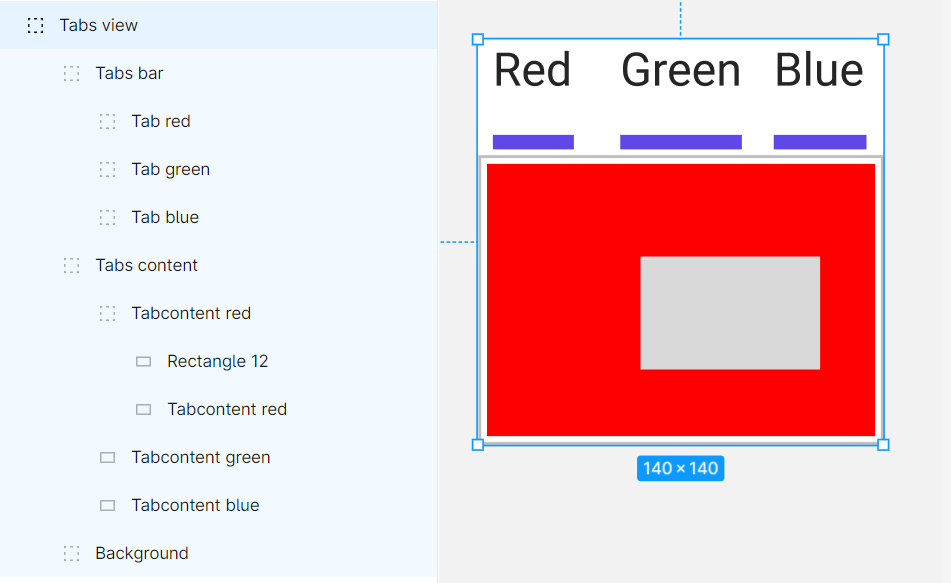 Tabs view
Tabs bar
Tab red
Tab green
Tab blue
Tabs content
Tabcontent red
Rectangle 12
Tabcontent red
Tabcontent green
Tabcontent blue
Background
Red Green Blue
140 × 140